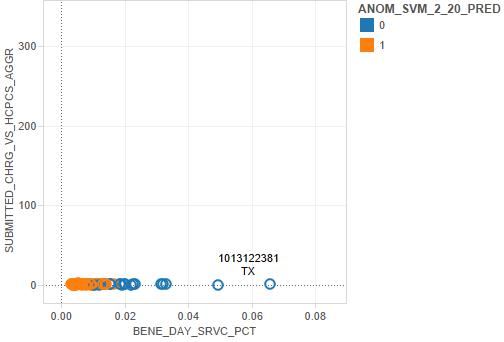 ANOM_SVM_2_20_PRED
0
1
SUBMITTED_CHRG_VS_HCPCS_AGGR
300
200
100
0
1013122381
TX
0.00 0.02 0.04 0.06 0.08
BENE_DAY_SRVC_PCT